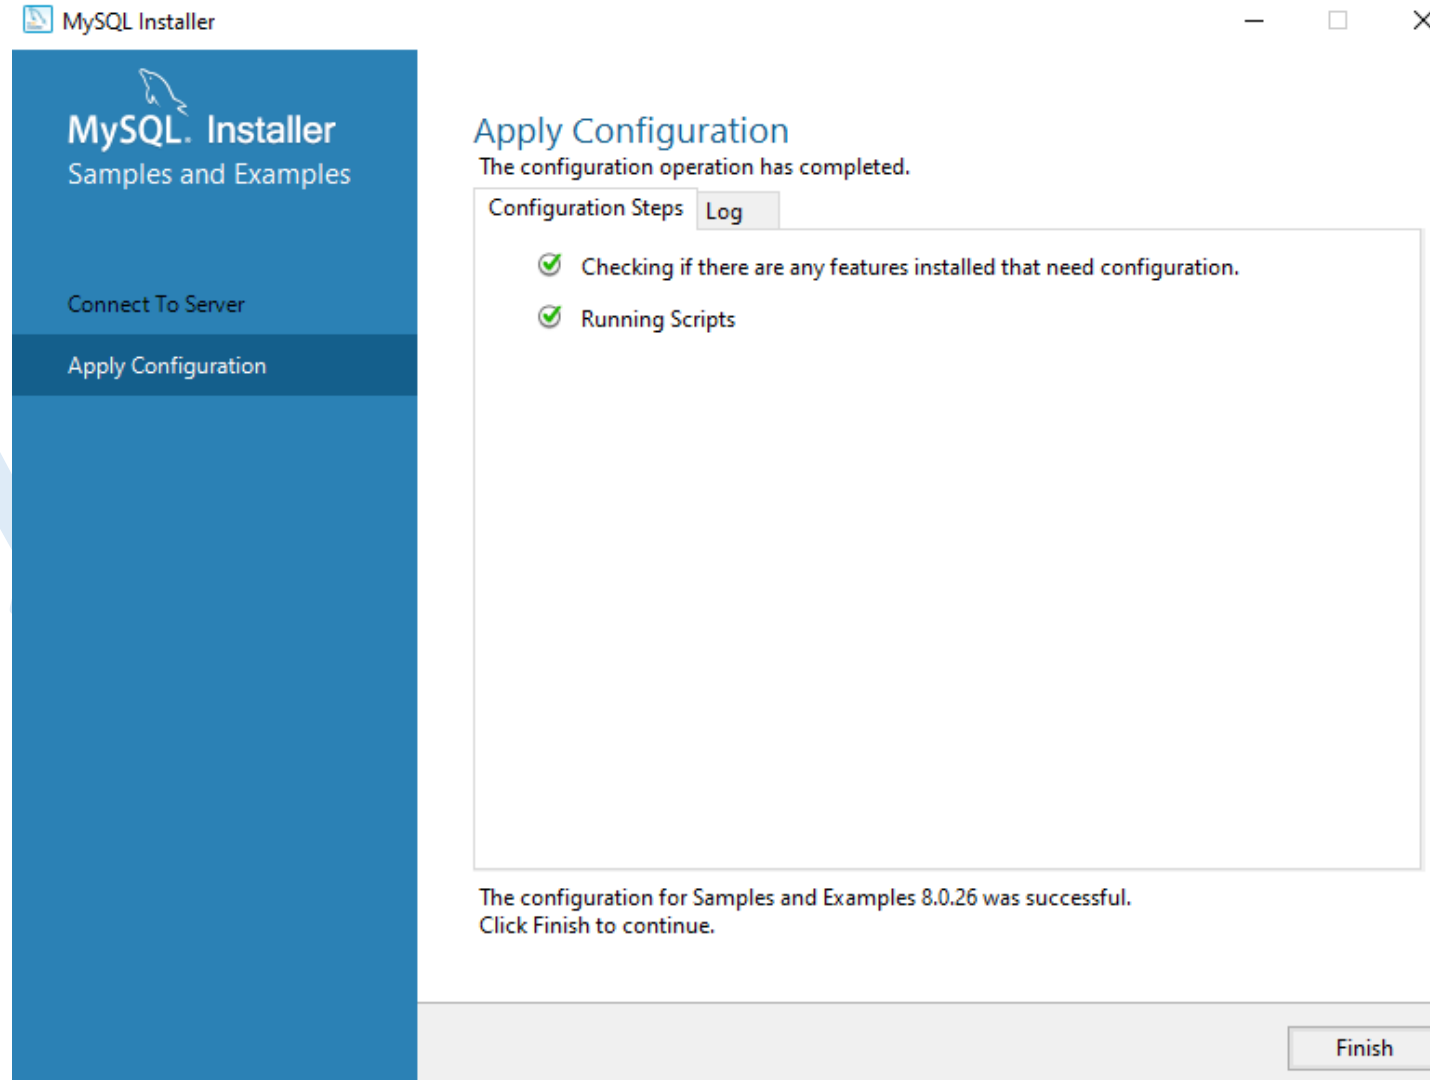 MySQL Installer
MySQL. Installer
Samples and Examples
Connect To Server
Apply Configuration
Apply Configuration
The configuration operation has completed.
Configuration Steps
Log
Checking if there are any features installed that need configuration.
Running Scripts
The configuration for Samples and Examples 8.0.26 was successful.
Click Finish to continue.
Finish